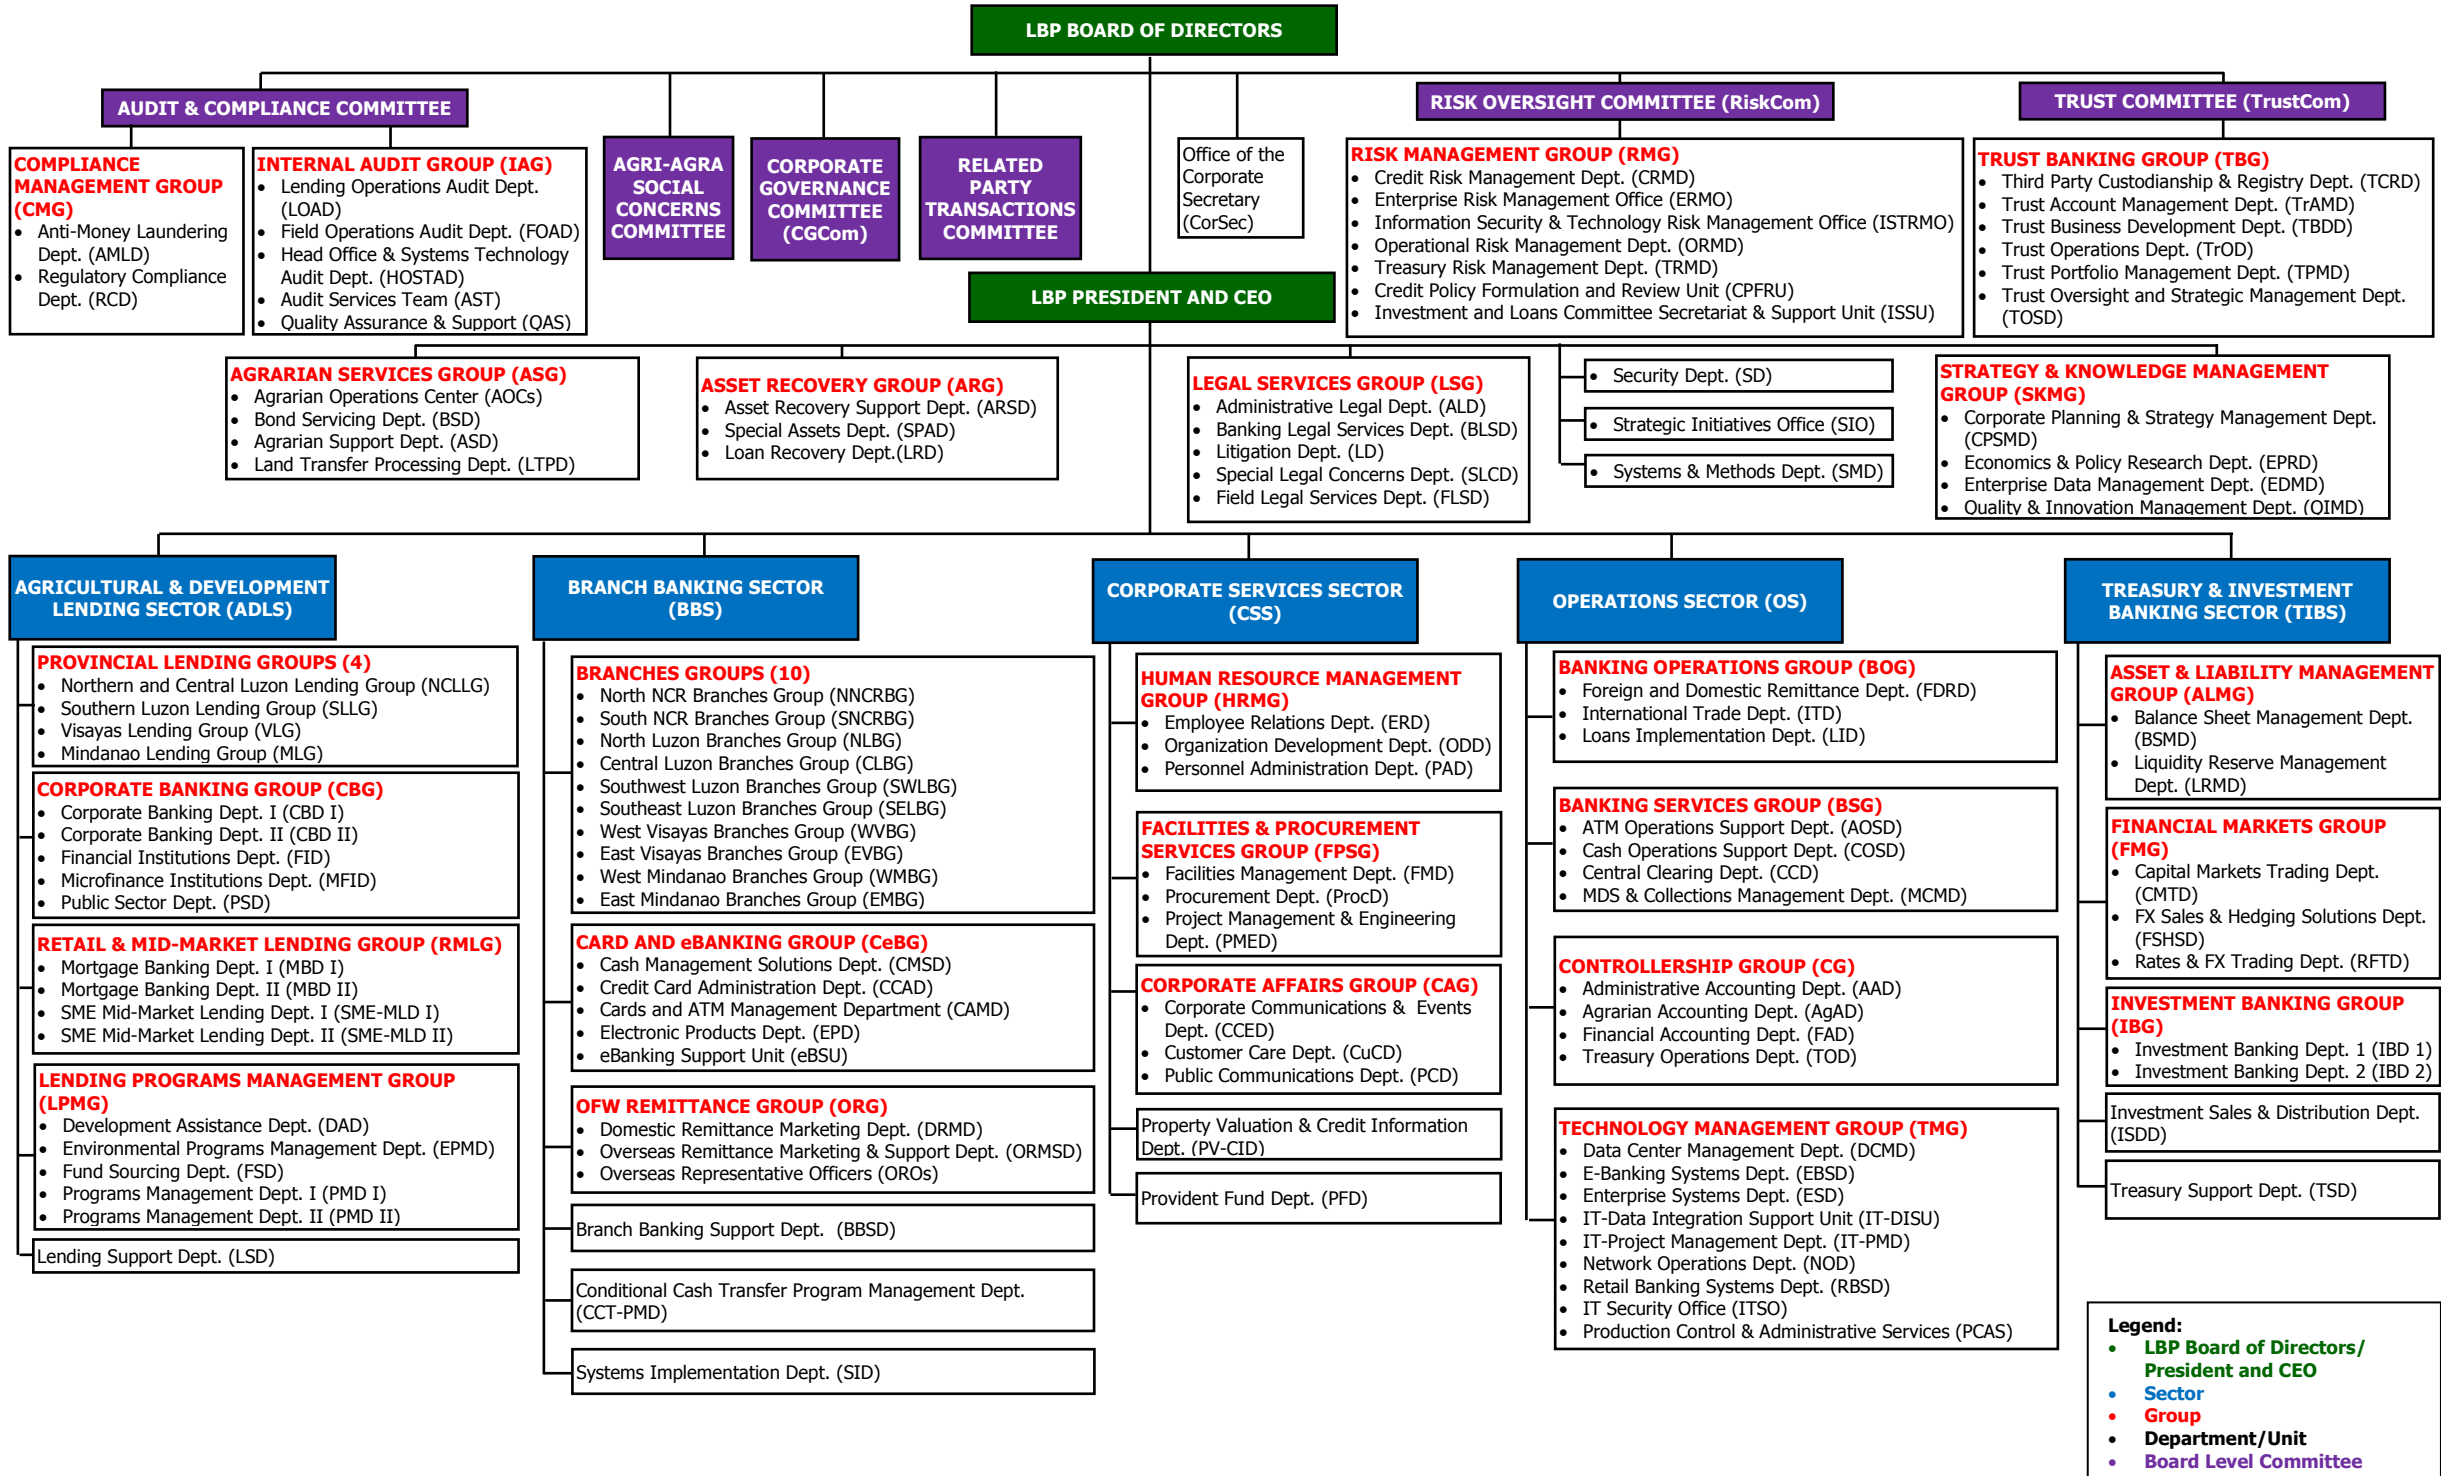 LBP BOARD OF DIRECTORS
AUDIT & COMPLIANCE COMMITTEE
RISK OVERSIGHT COMMITTEE (RiskCom)
TRUST COMMITTEE (TrustCom)
COMPLIANCE
MANAGEMENT GROUP
(CMG)
• Anti-Money Laundering
Dept. (AMLD)
• Regulatory Compliance
Dept. (RCD)
INTERNAL AUDIT GROUP (IAG)
• Lending Operations Audit Dept.
(LOAD)
• Field Operations Audit Dept. (FOAD)
• Head Office & Systems Technology
Audit Dept. (HOSTAD)
• Audit Services Team (AST)
• Quality Assurance & Support (QAS)
AGRI-AGRA
SOCIAL
CONCERNS
COMMITTEE
CORPORATE
GOVERNANCE
COMMITTEE
(CGCom)
RELATED
PARTY
TRANSACTIONS
COMMITTEE
Office of the
Corporate
Secretary
(CorSec)
RISK MANAGEMENT GROUP (RMG)
• Credit Risk Management Dept. (CRMD)
• Enterprise Risk Management Office (ERMO)
• Information Security & Technology Risk Management Office (ISTRMO)
• Operational Risk Management Dept. (ORMD)
• Treasury Risk Management Dept. (TRMD)
• Credit Policy Formulation and Review Unit (CPFRU)
• Investment and Loans Committee Secretariat & Support Unit (ISSU)
TRUST BANKING GROUP (TBG)
• Third Party Custodianship & Registry Dept. (TCRD)
• Trust Account Management Dept. (TrAMD)
• Trust Business Development Dept. (TBDD)
• Trust Operations Dept. (TrOD)
• Trust Portfolio Management Dept. (TPMD)
• Trust Oversight and Strategic Management Dept.
(TOSD)
LBP PRESIDENT AND CEO
AGRARIAN SERVICES GROUP (ASG)
• Agrarian Operations Center (AOCs)
• Bond Servicing Dept. (BSD)
• Agrarian Support Dept. (ASD)
• Land Transfer Processing Dept. (LTPD)
ASSET RECOVERY GROUP (ARG)
• Asset Recovery Support Dept. (ARSD)
• Special Assets Dept. (SPAD)
• Loan Recovery Dept.(LRD)
LEGAL SERVICES GROUP (LSG)
• Administrative Legal Dept. (ALD)
• Banking Legal Services Dept. (BLSD)
• Litigation Dept. (LD)
• Special Legal Concerns Dept. (SLCD)
• Field Legal Services Dept. (FLSD)
• Security Dept. (SD)
• Strategic Initiatives Office (SIO)
• Systems & Methods Dept. (SMD)
STRATEGY & KNOWLEDGE MANAGEMENT
GROUP (SKMG)
• Corporate Planning & Strategy Management Dept.
(CPSMD)
• Economics & Policy Research Dept. (EPRD)
• Enterprise Data Management Dept. (EDMD)
• Quality & Innovation Management Dept. (QIMD)
AGRICULTURAL & DEVELOPMENT
LENDING SECTOR (ADLS)
PROVINCIAL LENDING GROUPS (4)
• Northern and Central Luzon Lending Group (NCLLG)
• Southern Luzon Lending Group (SLLG)
• Visayas Lending Group (VLG)
• Mindanao Lending Group (MLG)
CORPORATE BANKING GROUP (CBG)
• Corporate Banking Dept. I (CBD I)
• Corporate Banking Dept. II (CBD II)
• Financial Institutions Dept. (FID)
• Microfinance Institutions Dept. (MFID)
• Public Sector Dept. (PSD)
RETAIL & MID-MARKET LENDING GROUP (RMLG)
• Mortgage Banking Dept. I (MBD I)
• Mortgage Banking Dept. II (MBD II)
• SME Mid-Market Lending Dept. I (SME-MLD I)
• SME Mid-Market Lending Dept. II (SME-MLD II)
LENDING PROGRAMS MANAGEMENT GROUP
(LPMG)
• Development Assistance Dept. (DAD)
• Environmental Programs Management Dept. (EPMD)
• Fund Sourcing Dept. (FSD)
• Programs Management Dept. I (PMD I)
• Programs Management Dept. II (PMD II)
Lending Support Dept. (LSD)
BRANCH BANKING SECTOR
(BBS)
BRANCHES GROUPS (10)
• North NCR Branches Group (NNCRBG)
• South NCR Branches Group (SNCRBG)
• North Luzon Branches Group (NLBG)
• Central Luzon Branches Group (CLBG)
• Southwest Luzon Branches Group (SWLBG)
• Southeast Luzon Branches Group (SELBG)
• West Visayas Branches Group (WVBG)
• East Visayas Branches Group (EVBG)
• West Mindanao Branches Group (WMBG)
• East Mindanao Branches Group (EMBG)
CARD AND eBANKING GROUP (CeBG)
• Cash Management Solutions Dept. (CMSD)
• Credit Card Administration Dept. (CCAD)
• Cards and ATM Management Department (CAMD)
• Electronic Products Dept. (EPD)
• eBanking Support Unit (eBSU)
OFW REMITTANCE GROUP (ORG)
• Domestic Remittance Marketing Dept. (DRMD)
• Overseas Remittance Marketing & Support Dept. (ORMSD)
• Overseas Representative Officers (OROs)
Branch Banking Support Dept. (BBSD)
Conditional Cash Transfer Program Management Dept.
(CCT-PMD)
Systems Implementation Dept. (SID)
CORPORATE SERVICES SECTOR
(CSS)
HUMAN RESOURCE MANAGEMENT
GROUP (HRMG)
• Employee Relations Dept. (ERD)
• Organization Development Dept. (ODD)
• Personnel Administration Dept. (PAD)
FACILITIES & PROCUREMENT
SERVICES GROUP (FPSG)
• Facilities Management Dept. (FMD)
• Procurement Dept. (ProcD)
• Project Management & Engineering
Dept. (PMED)
CORPORATE AFFAIRS GROUP (CAG)
• Corporate Communications & Events
Dept. (CCED)
• Customer Care Dept. (CuCD)
• Public Communications Dept. (PCD)
Property Valuation & Credit Information
Dept. (PV-CID)
Provident Fund Dept. (PFD)
OPERATIONS SECTOR (OS)
BANKING OPERATIONS GROUP (BOG)
• Foreign and Domestic Remittance Dept. (FDRD)
• International Trade Dept. (ITD)
• Loans Implementation Dept. (LID)
BANKING SERVICES GROUP (BSG)
• ATM Operations Support Dept. (AOSD)
• Cash Operations Support Dept. (COSD)
• Central Clearing Dept. (CCD)
• MDS & Collections Management Dept. (MCMD)
CONTROLLERSHIP GROUP (CG)
• Administrative Accounting Dept. (AAD)
• Agrarian Accounting Dept. (AgAD)
• Financial Accounting Dept. (FAD)
• Treasury Operations Dept. (TOD)
TECHNOLOGY MANAGEMENT GROUP (TMG)
• Data Center Management Dept. (DCMD)
• E-Banking Systems Dept. (EBSD)
• Enterprise Systems Dept. (ESD)
• IT-Data Integration Support Unit (IT-DISU)
• IT-Project Management Dept. (IT-PMD)
• Network Operations Dept. (NOD)
• Retail Banking Systems Dept. (RBSD)
• IT Security Office (ITSO)
• Production Control & Administrative Services (PCAS)
TREASURY & INVESTMENT
BANKING SECTOR (TIBS)
ASSET & LIABILITY MANAGEMENT
GROUP (ALMG)
• Balance Sheet Management Dept.
(BSMD)
• Liquidity Reserve Management
Dept. (LRMD)
FINANCIAL MARKETS GROUP
(FMG)
• Capital Markets Trading Dept.
(CMTD)
• FX Sales & Hedging Solutions Dept.
(FSHSD)
• Rates & FX Trading Dept. (RFTD)
INVESTMENT BANKING GROUP
(IBG)
• Investment Banking Dept. 1 (IBD 1)
• Investment Banking Dept. 2 (IBD 2)
Investment Sales & Distribution Dept.
(ISDD)
Treasury Support Dept. (TSD)
Legend:
• LBP Board of Directors/
President and CEO
• Sector
• Group
• Department/Unit
• Board Level Committee